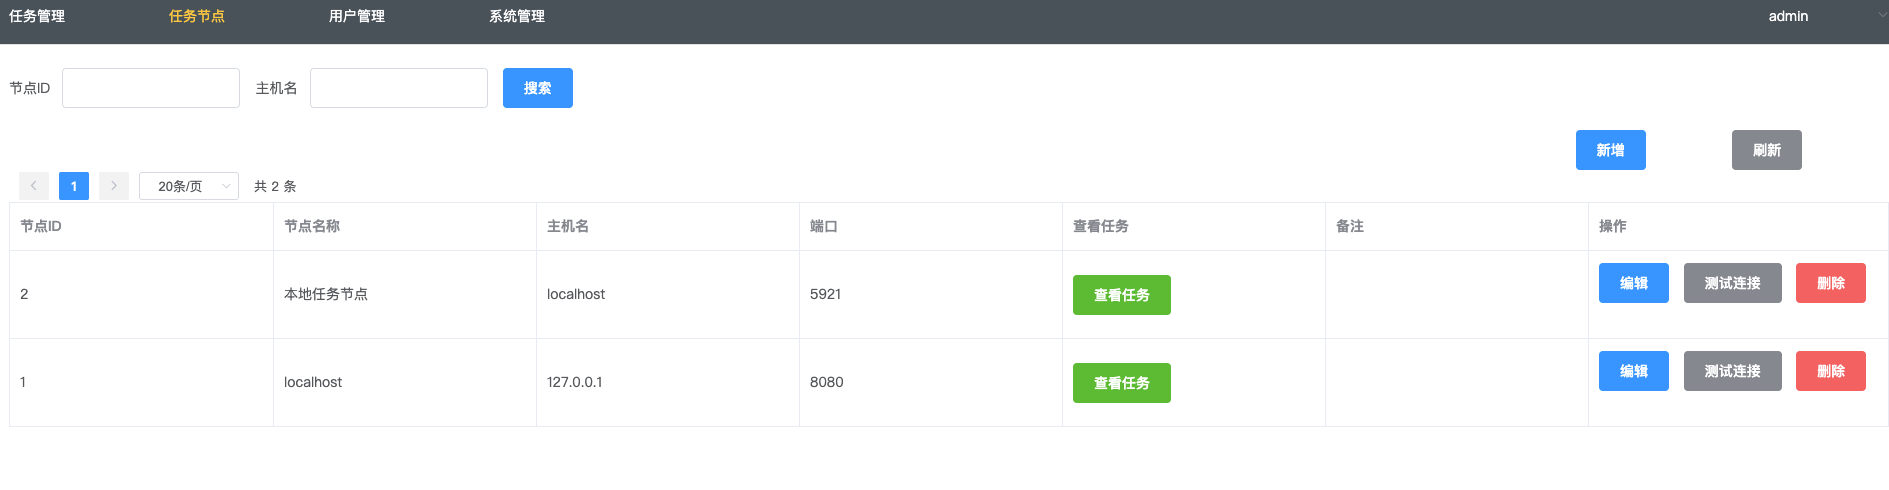 任务管理 任务节点 用户管理 系统管理 admin
节点ID 主机名 搜索
新增 刷新
1 20条/页 共 2 条
节点ID 节点名称 主机名 端口 查看任务 备注 操作
2 本地任务节点 localhost 5921 查看任务 编辑 测试连接 删除
1 localhost 127.0.0.1 8080 查看任务 编辑 测试连接 删除